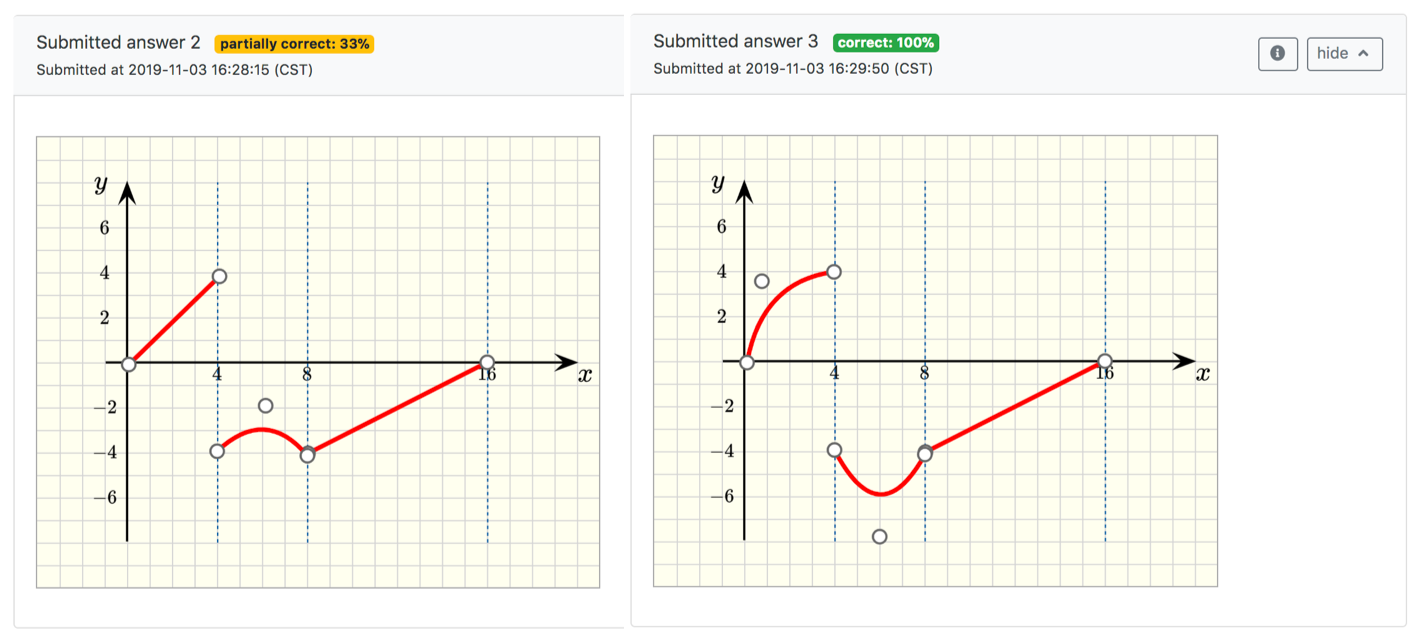 Submitted answer 2 partially correct: 33%
Submitted at 2019-11-03 16:28:15 (CST)
y
6
4
2
4
8
16
x
−2
−4
−6
Submitted answer 3 correct: 100%
hide
Submitted at 2019-11-03 16:29:50 (CST)
y
6
4
2
4
8
16
x
−2
−4
−6